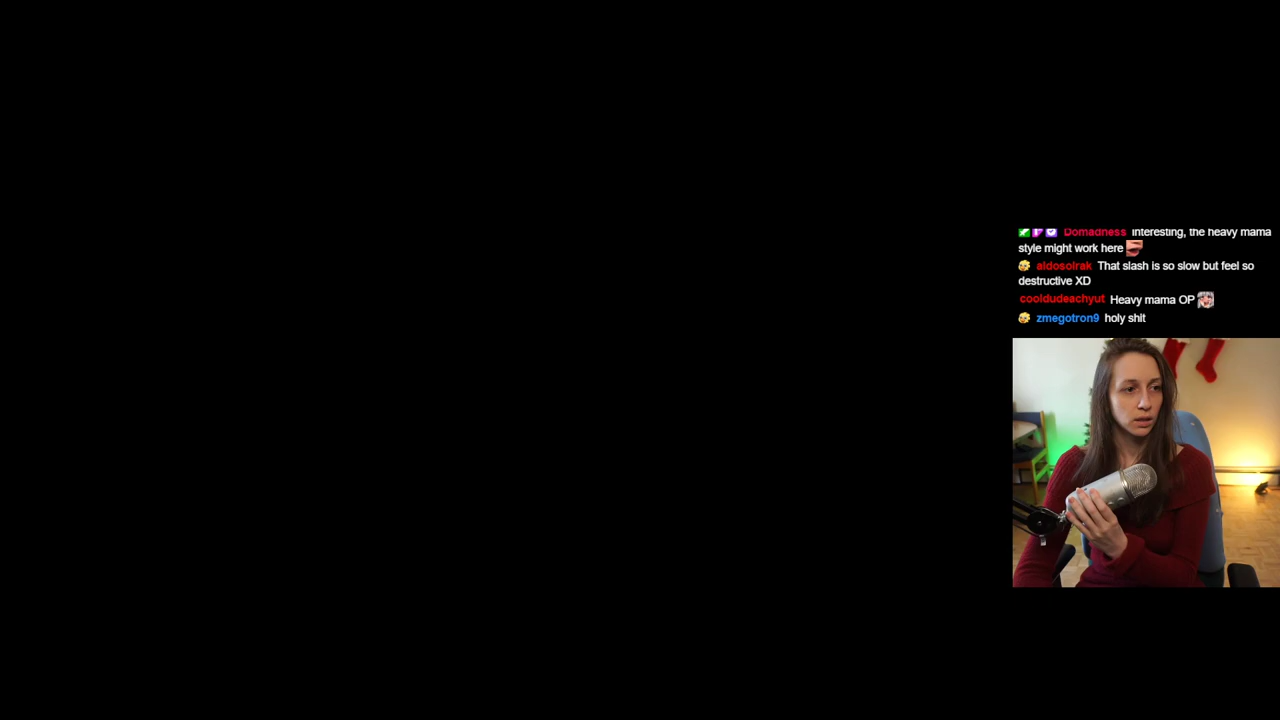 Domadness interesting, the heavy mama
style might work here
aldosolrak That slash is so slow but feel so
destructive XD
cooldudeachyut Heavy mama OP
zmegotron9 holy shit